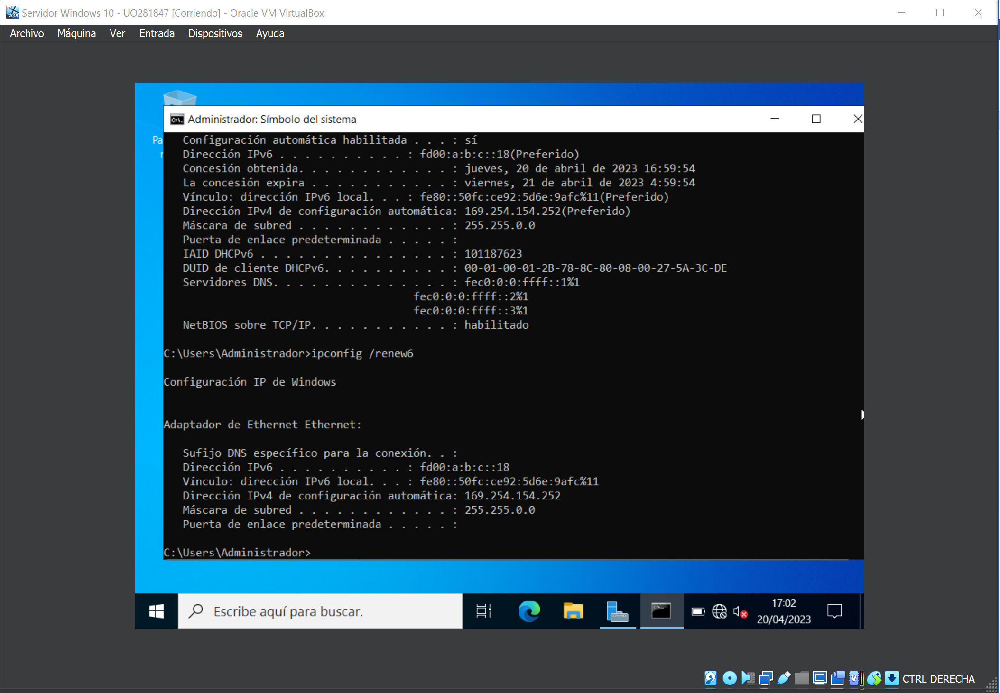 Servidor Windows 10 - UO281847 [Corriendo] - Oracle VM VirtualBox
Archivo Máquina Ver Entrada Dispositivos Ayuda
Administrador: Símbolo del sistema
Pa
Configuración automática habilitada . . . : sí
Dirección IPv6 . . . . . . . . . . : fd00:a:b:c::18(Preferido)
Concesión obtenida. . . . . . . . . . . . : jueves, 20 de abril de 2023 16:59:54
La concesión expira . . . . . . . . . . . : viernes, 21 de abril de 2023 4:59:54
Vínculo: dirección IPv6 local. . . : fe80::50fc:ce92:5d6e:9afc%11(Preferido)
Dirección IPv4 de configuración automática: 169.254.154.252(Preferido)
Máscara de subred . . . . . . . . . . . . : 255.255.0.0
Puerta de enlace predeterminada . . . . . :
IAID DHCPv6 . . . . . . . . . . . . . . . : 101187623
DUID de cliente DHCPv6. . . . . . . . . . : 00-01-00-01-2B-78-8C-80-08-00-27-5A-3C-DE
Servidores DNS. . . . . . . . . . . . . . : fec0:0:0:ffff::1%1
fec0:0:0:ffff::2%1
fec0:0:0:ffff::3%1
NetBIOS sobre TCP/IP. . . . . . . . . . . : habilitado
C:\Users\Administrador>ipconfig /renew6
Configuración IP de Windows
Adaptador de Ethernet Ethernet:
Sufijo DNS específico para la conexión. . :
Dirección IPv6 . . . . . . . . . . : fd00:a:b:c::18
Vínculo: dirección IPv6 local. . . : fe80::50fc:ce92:5d6e:9afc%11
Dirección IPv4 de configuración automática: 169.254.154.252
Máscara de subred . . . . . . . . . . . . : 255.255.0.0
Puerta de enlace predeterminada . . . . . :
C:\Users\Administrador>
Escribe aquí para buscar.
17:02
20/04/2023
CTRL DERECHA